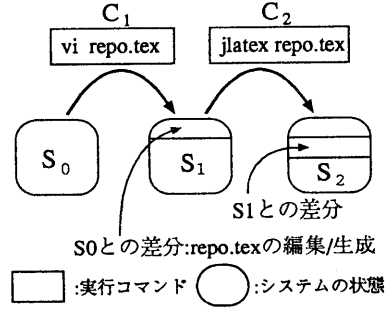 C1 C2
vi repo.tex jlatex repo.tex
S0 S1 S2
S1との差分
S0との差分:repo.texの編集/生成
:実行コマンド :システムの状態